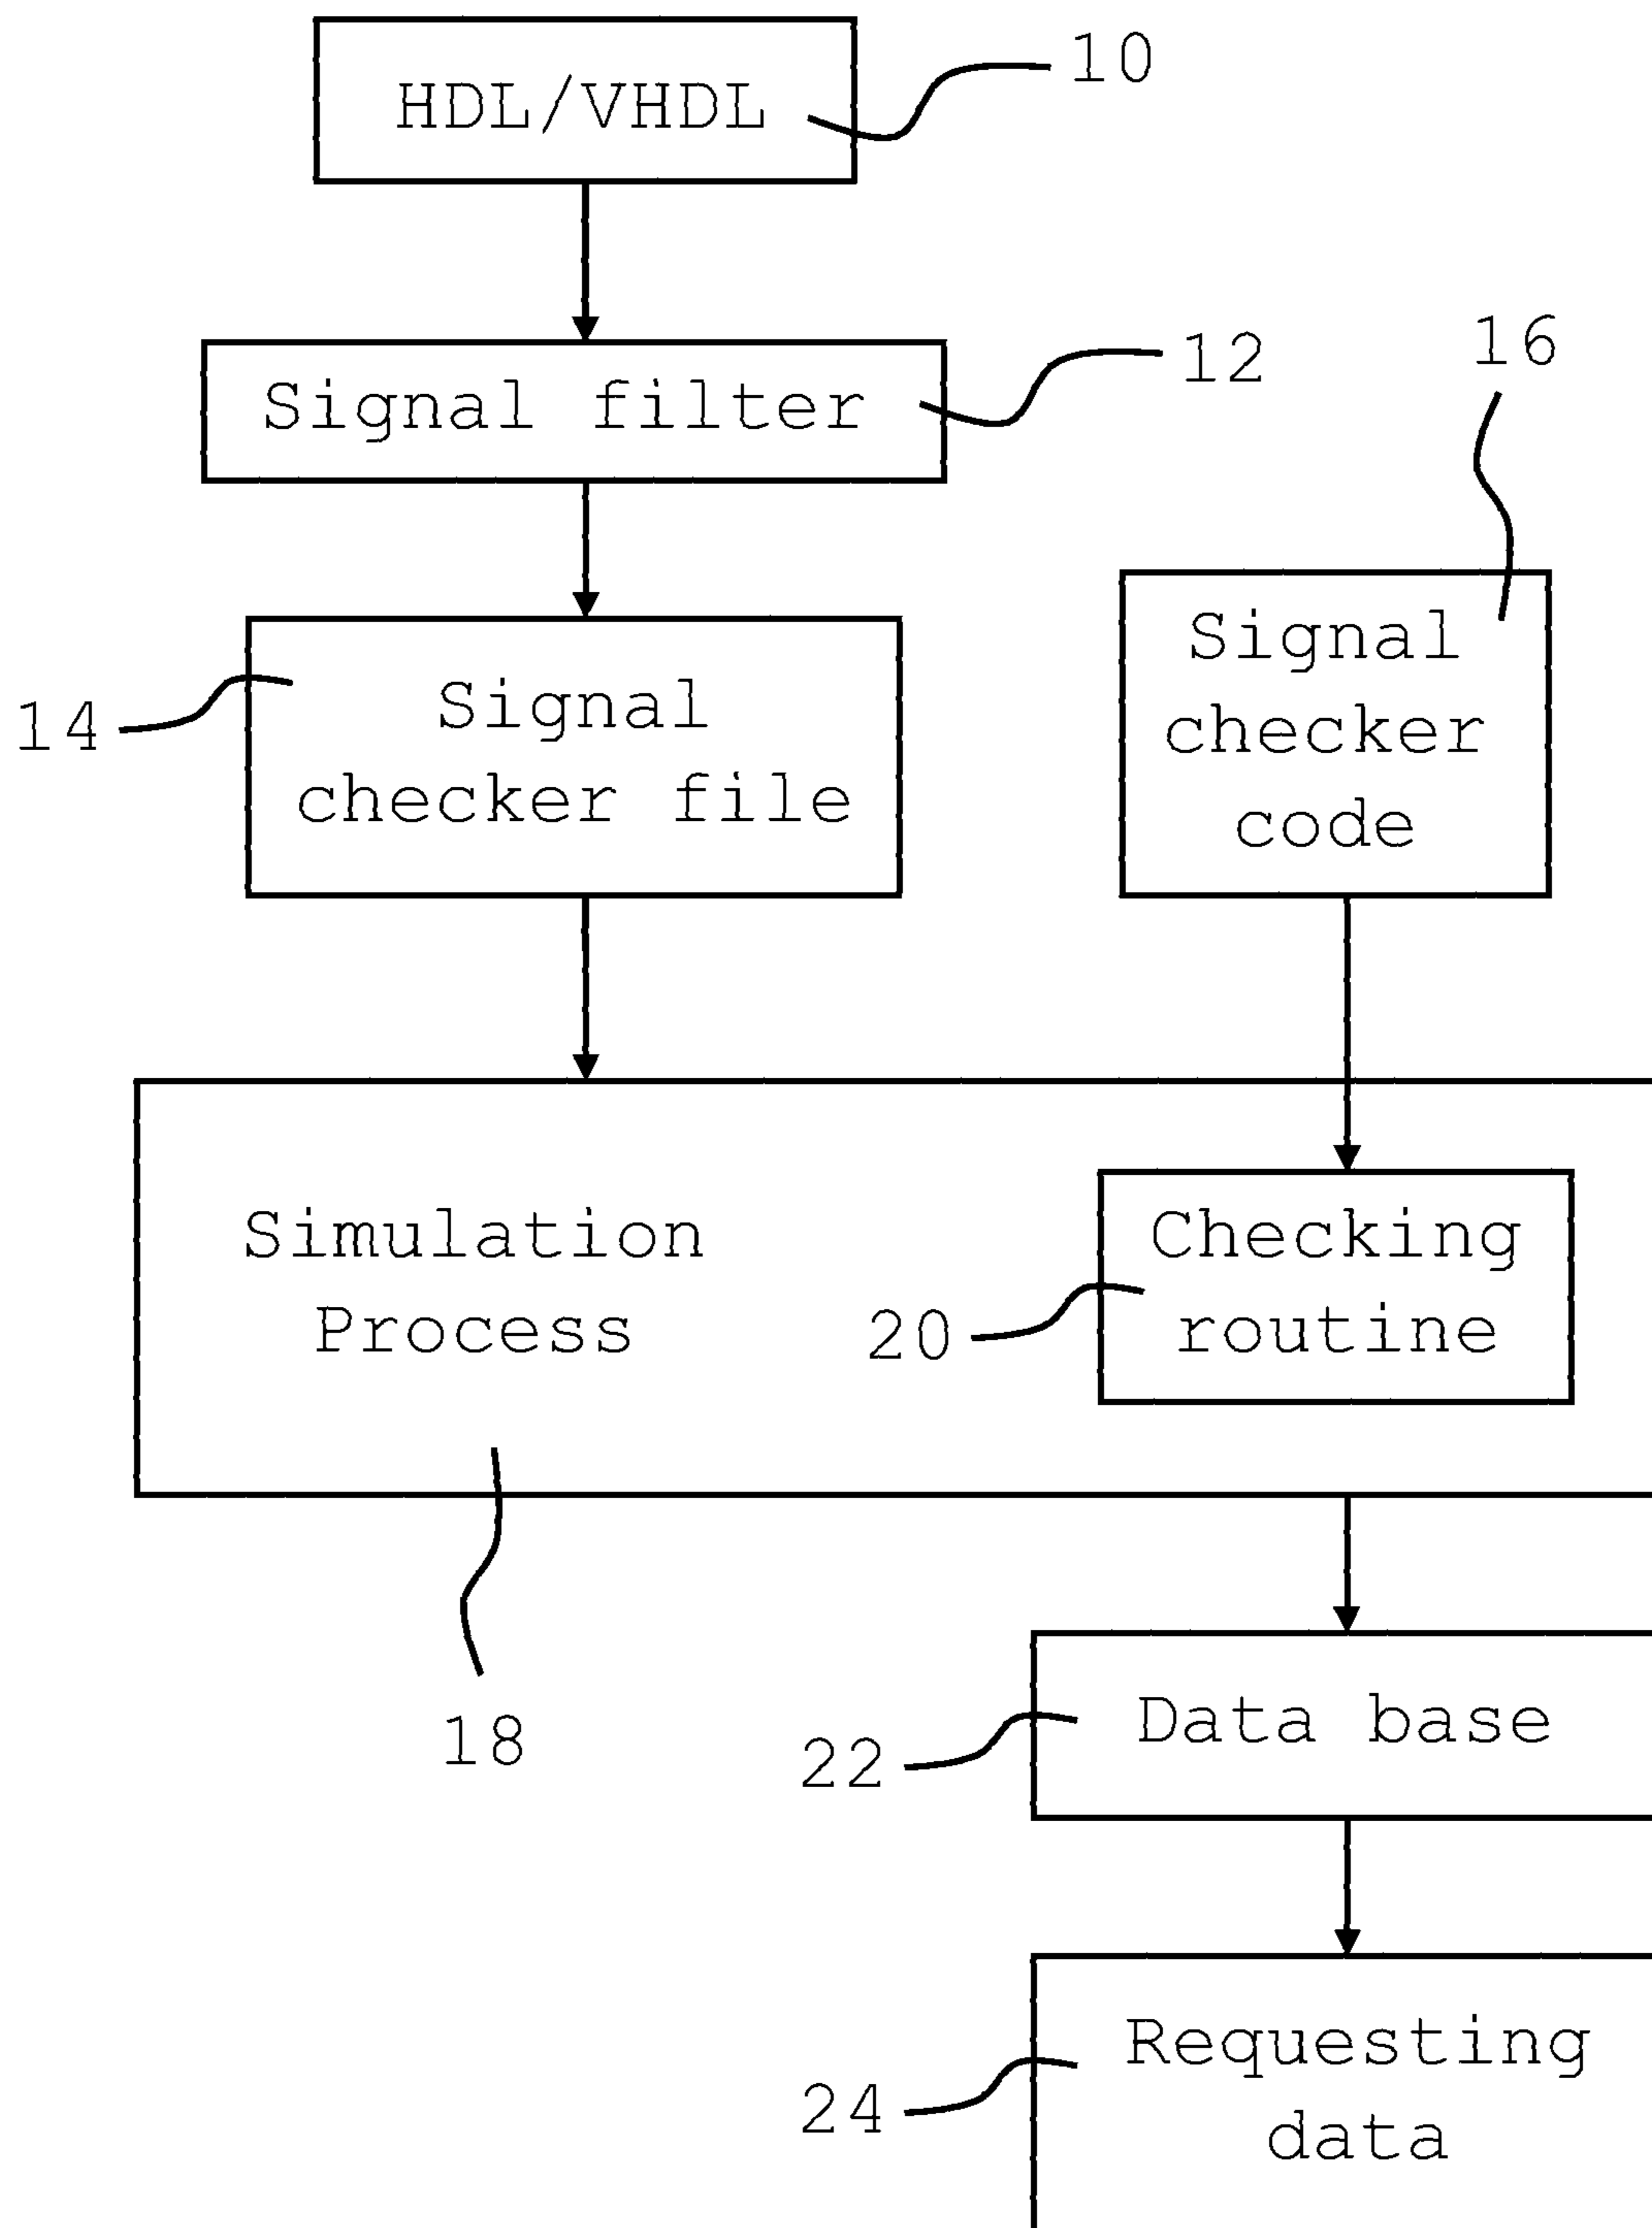 HDL/VHDL
10
Signal filter
12
16
14
Signal
checker file
Signal
checker
code
Simulation
Process
20
Checking
routine
18
22
Data base
24
Requesting
data